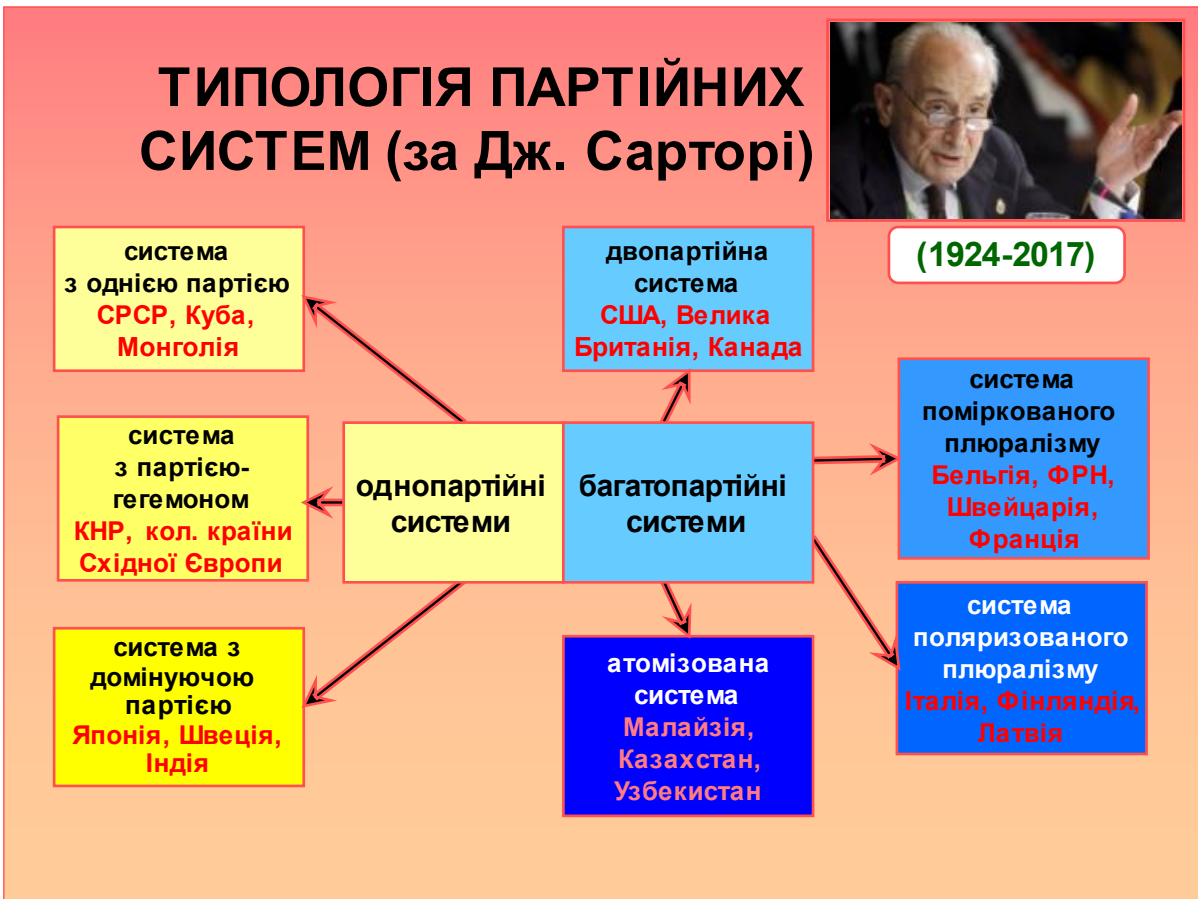 ТИПОЛОГІЯ ПАРТІЙНИХ
СИСТЕМ (за Дж. Сарторі)
(1924-2017)
система
з однією партією
СРСР, Куба,
Монголія
двопартійна
система
США, Велика
Британія, Канада
система
поміркованого
плюралізму
Бельгія, ФРН,
Швейцарія,
Франція
система
з партією-
гегемоном
КНР, кол. країни
Східної Європи
однопартійні
системи
багатопартійні
системи
система з
домінуючою
партією
Японія, Швеція,
Індія
атомізована
система
Малайзія,
Казахстан,
Узбекистан
система
поляризованого
плюралізму
Італія, Фінляндія,
Латвія